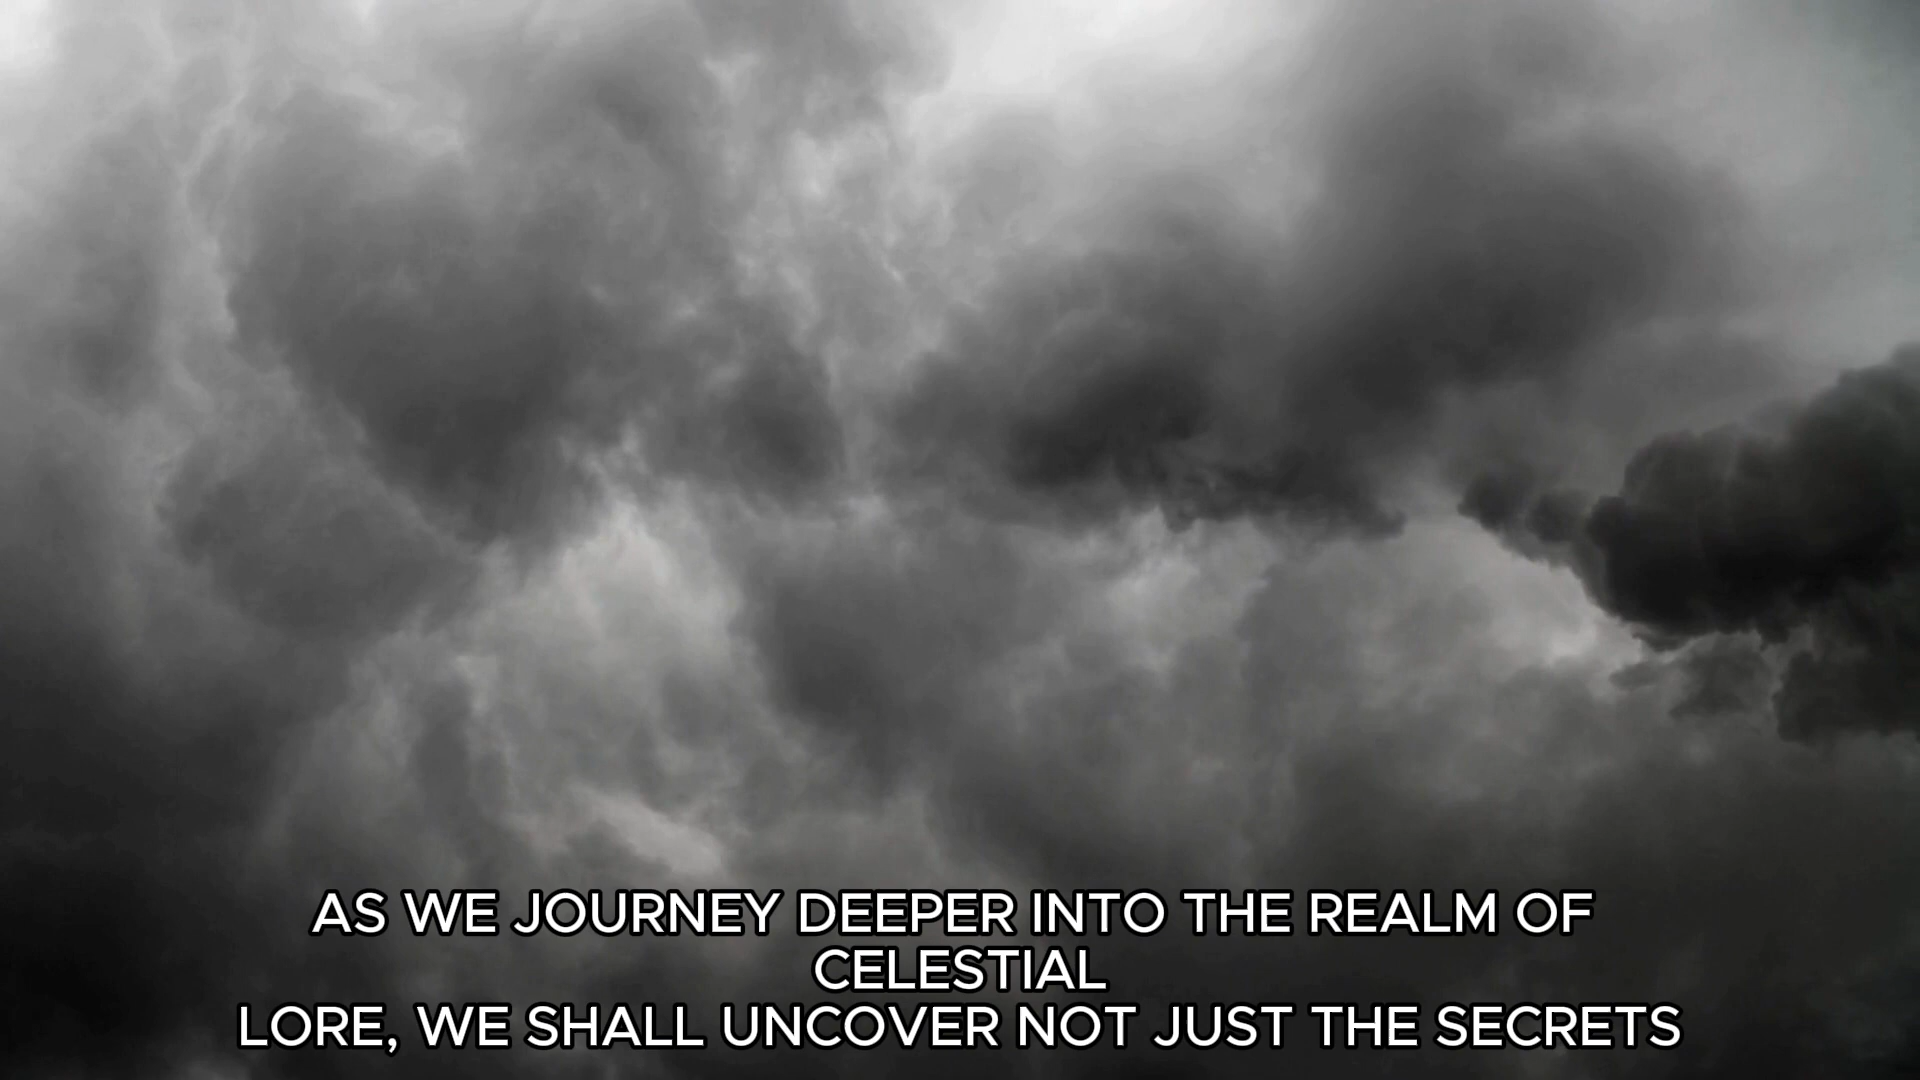 AS WE JOURNEY DEEPER INTO THE REALM OF
CELESTIAL
LORE, WE SHALL UNCOVER NOT JUST THE SECRETS